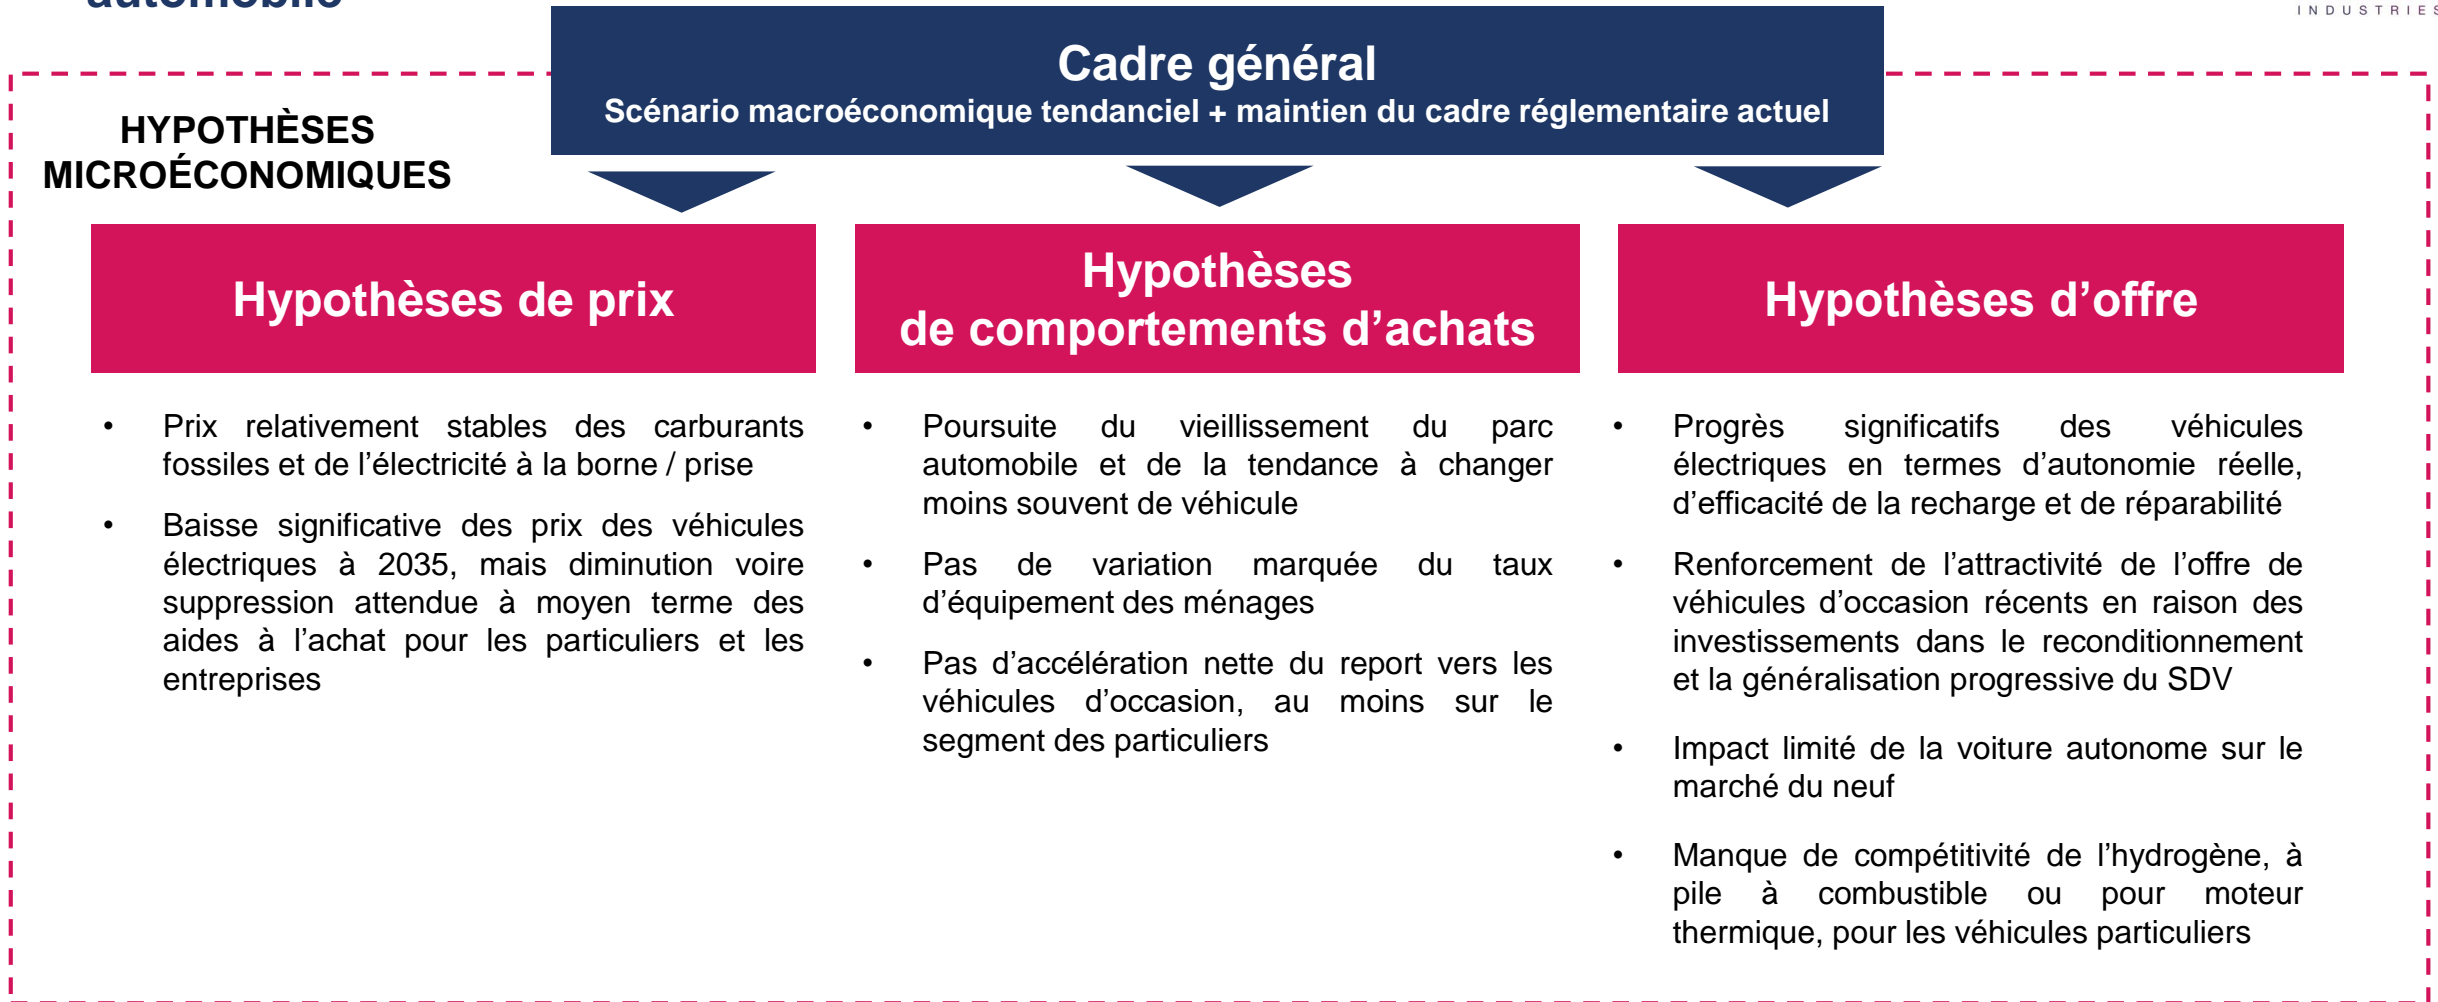 automobile
INDUSTRIES
Cadre général
Scénario macroéconomique tendanciel + maintien du cadre réglementaire actuel
HYPOTHÈSES
MICROÉCONOMIQUES
Hypothèses de prix
• Prix relativement stables des carburants
fossiles et de l’électricité à la borne / prise
• Baisse significative des prix des véhicules
électriques à 2035, mais diminution voire
suppression attendue à moyen terme des
aides à l’achat pour les particuliers et les
entreprises
Hypothèses
de comportements d’achats
• Poursuite du vieillissement du parc
automobile et de la tendance à changer
moins souvent de véhicule
• Pas de variation marquée du taux
d’équipement des ménages
• Pas d’accélération nette du report vers les
véhicules d’occasion, au moins sur le
segment des particuliers
Hypothèses d’offre
• Progrès significatifs des véhicules
électriques en termes d’autonomie réelle,
d’efficacité de la recharge et de réparabilité
• Renforcement de l’attractivité de l’offre de
véhicules d’occasion récents en raison des
investissements dans le reconditionnement
et la généralisation progressive du SDV
• Impact limité de la voiture autonome sur le
marché du neuf
• Manque de compétitivité de l’hydrogène, à
pile à combustible ou pour moteur
thermique, pour les véhicules particuliers